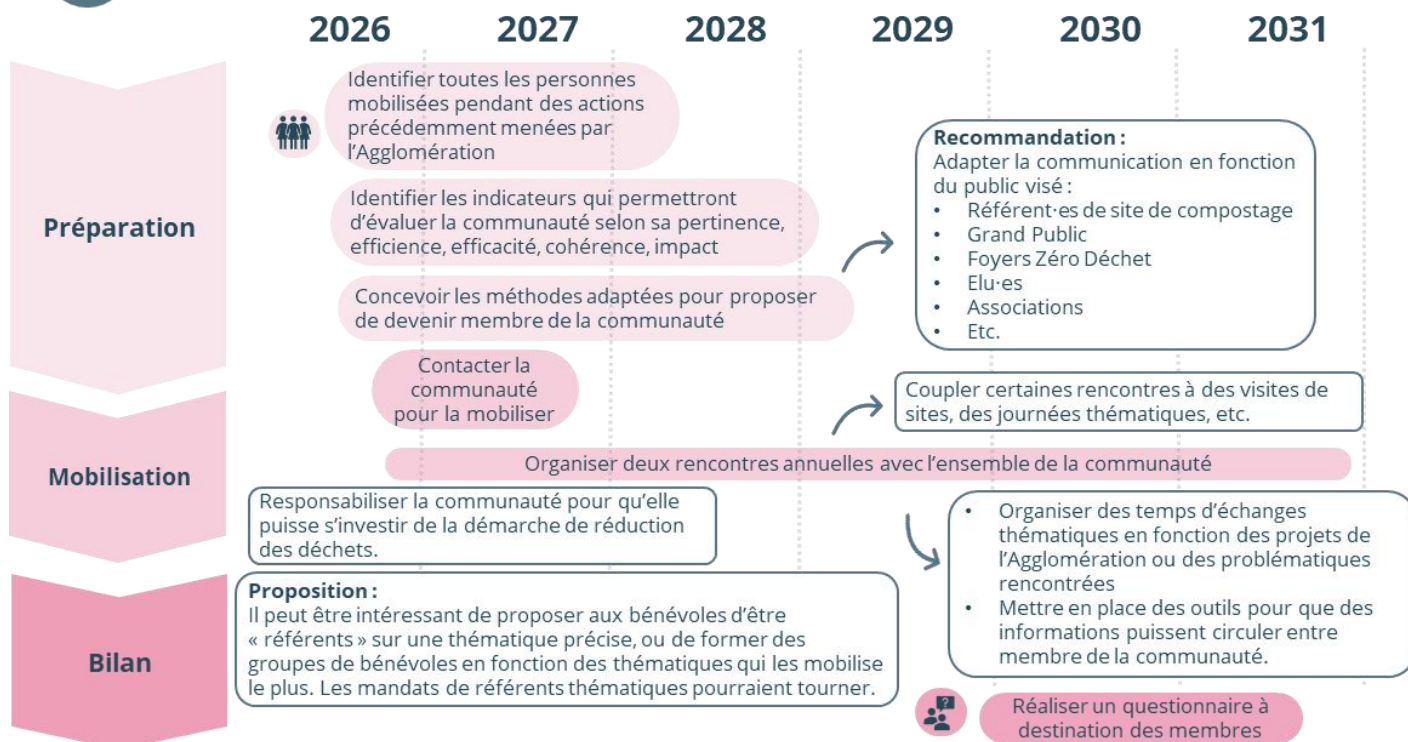 2026 2027 2028 2029 2030 2031
Préparation
Identifier toutes les personnes
mobilisées pendant des actions
précédemment menées par
l'Agglomération
Identifier les indicateurs qui permettront
d'évaluer la communauté selon sa pertinence,
efficience, efficacité, cohérence, impact
Concevoir les méthodes adaptées pour proposer
de devenir membre de la communauté
Recommandation :
Adapter la communication en fonction
du public visé :
• Référent·es de site de compostage
• Grand Public
• Foyers Zéro Déchet
• Elu·es
• Associations
• Etc.
Mobilisation
Contacter la
communauté
pour la mobiliser
Coupler certaines rencontres à des visites de
sites, des journées thématiques, etc.
Organiser deux rencontres annuelles avec l'ensemble de la communauté
Responsabiliser la communauté pour qu'elle
puisse s'investir de la démarche de réduction
des déchets.
• Organiser des temps d'échanges
thématiques en fonction des projets de
l'Agglomération ou des problématiques
rencontrées
• Mettre en place des outils pour que des
informations puissent circuler entre
membre de la communauté.
Bilan
Proposition :
Il peut être intéressant de proposer aux bénévoles d'être
« référents » sur une thématique précise, ou de former des
groupes de bénévoles en fonction des thématiques qui les mobilise
le plus. Les mandats de référents thématiques pourraient tourner.
?
Réaliser un questionnaire à
destination des membres